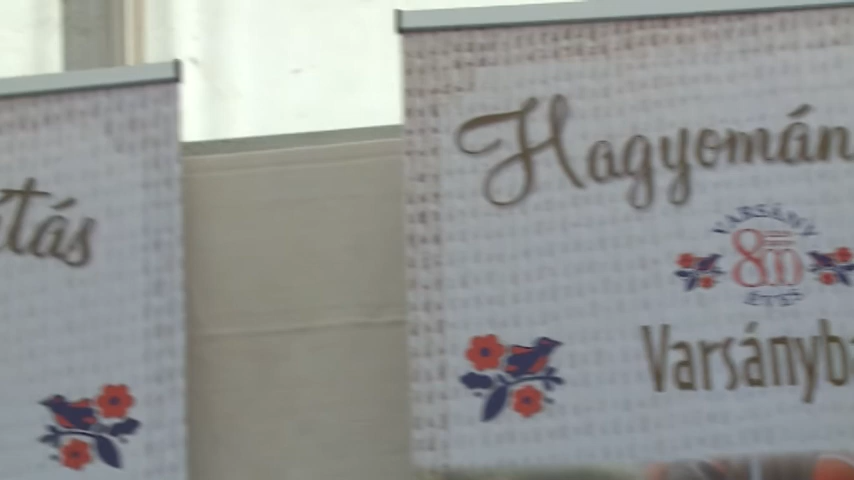 tás
Hagyomán
VARSÁNY
800
ÉVES
Varsányb